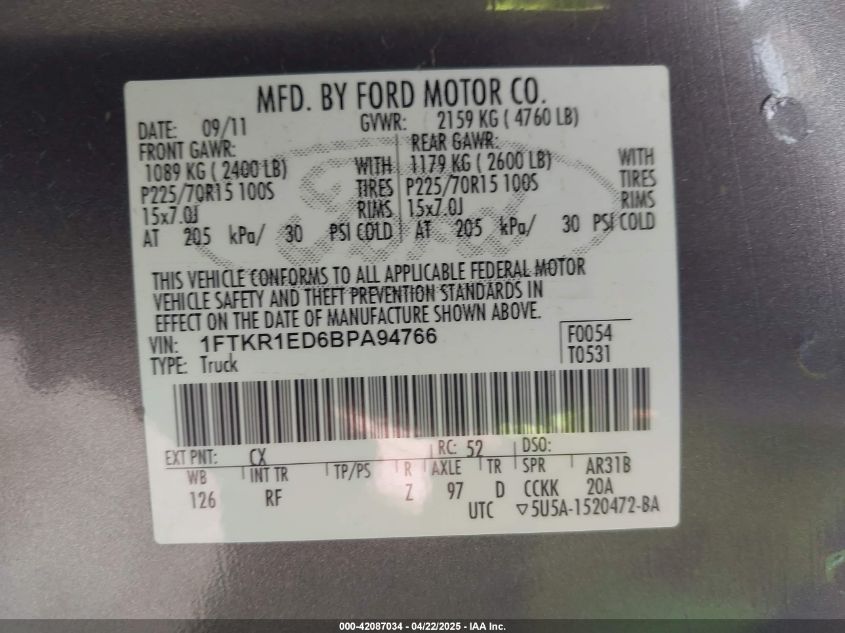 MFD. BY FORD MOTOR CO.
DATE: 09/11 GVWR: 2159 KG ( 4760 LB)
FRONT GAWR: REAR GAWR:
1089 KG ( 2400 LB) WITH 1179 KG ( 2600 LB) WITH
P225/70R15 100S TIRES P225/70R15 100S TIRES
15x7.0J RIMS 15x7.0J RIMS
AT 205 kPa/ 30 PSI COLD AT 205 kPa/ 30 PSI COLD
THIS VEHICLE CONFORMS TO ALL APPLICABLE FEDERAL MOTOR
VEHICLE SAFETY AND THEFT PREVENTION STANDARDS IN
EFFECT ON THE DATE OF MANUFACTURE SHOWN ABOVE.
VIN: 1FTKR1ED6BPA94766 F0054
TYPE: Truck T0531
EXT PNT: CX RC: 52 DSO:
WB INT TR TP/PS R AXLE TR SPR AR31B
126 RF Z 97 D CCKK 20A
UTC ▽5U5A-1520472-BA
000-42087034 - 04/22/2025 - IAA Inc.